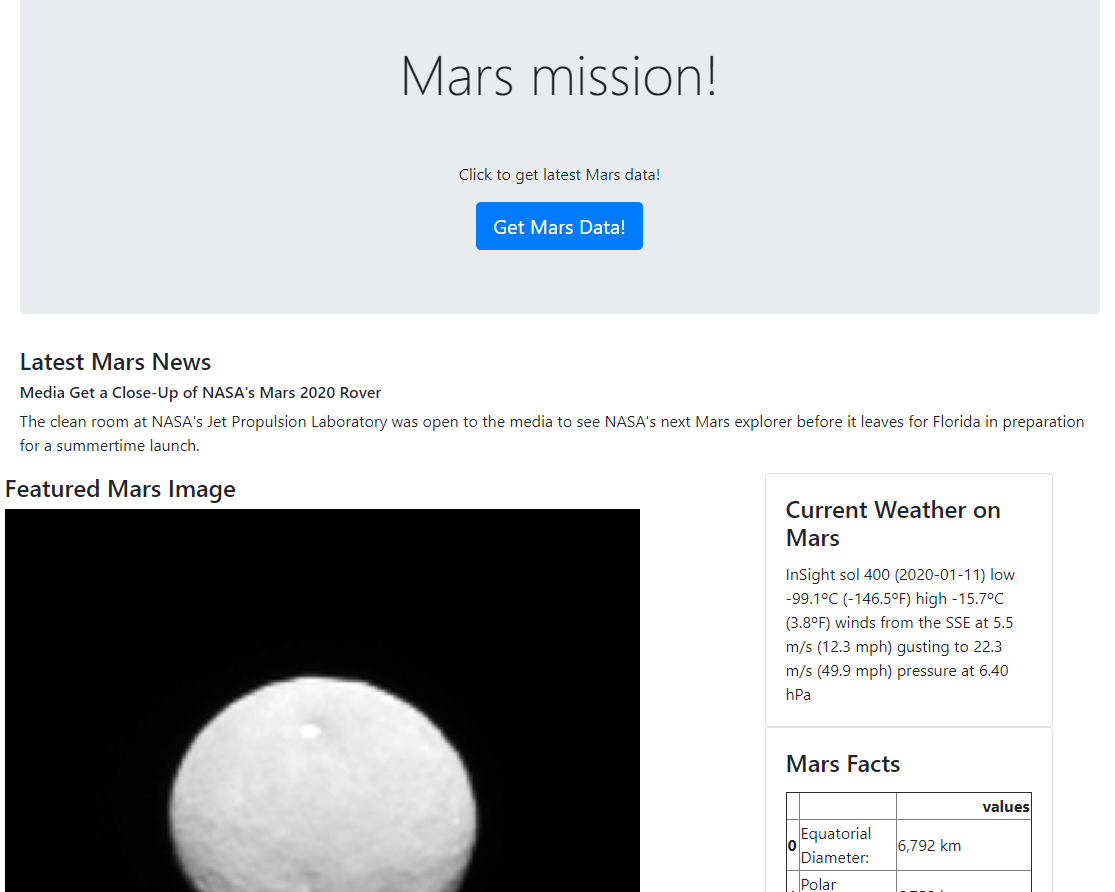 Mars mission!
Click to get latest Mars data!
Get Mars Data!
Latest Mars News
Media Get a Close-Up of NASA's Mars 2020 Rover
The clean room at NASA's Jet Propulsion Laboratory was open to the media to see NASA's next Mars explorer before it leaves for Florida in preparation
for a summertime launch.
Featured Mars Image
Current Weather on
Mars
InSight sol 400 (2020-01-11) low
-99.1ºC (-146.5ºF) high -15.7ºC
(3.8ºF) winds from the SSE at 5.5
m/s (12.3 mph) gusting to 22.3
m/s (49.9 mph) pressure at 6.40
hPa
Mars Facts
values
0 Equatorial
Diameter: 6,792 km
Polar